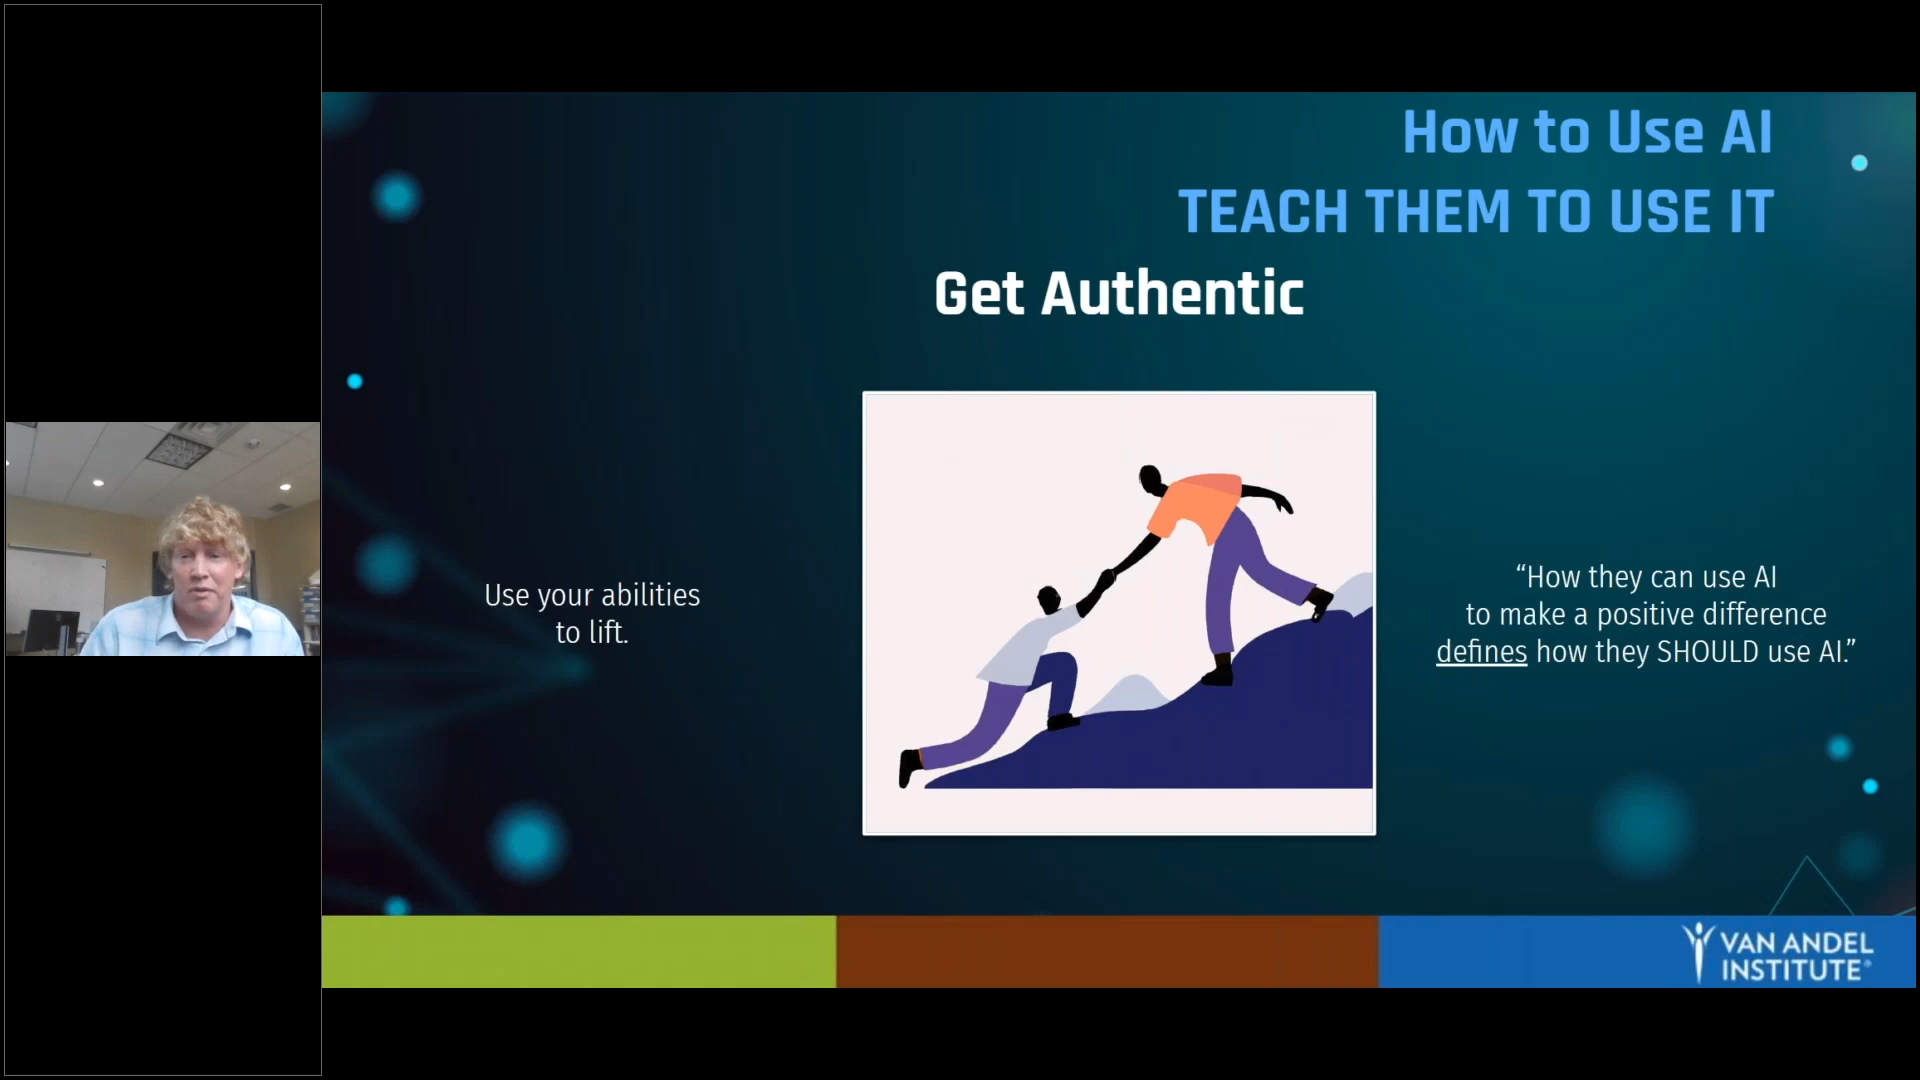 How to Use AI
TEACH THEM TO USE IT
Get Authentic
Use your abilities
to lift.
“How they can use AI
to make a positive difference
defines how they SHOULD use AI.”
VAN ANDEL
INSTITUTE®